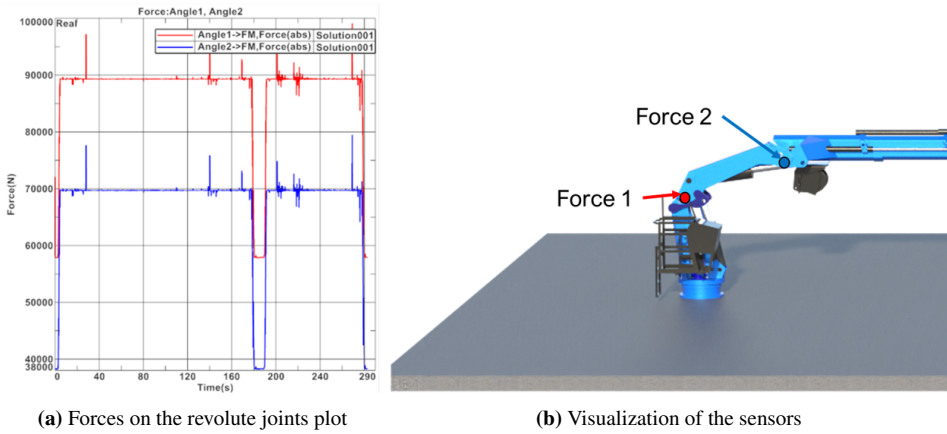 Force:Angle1, Angle2
Reaf
Angle1->FM,Force(abs) Solution001
Angle2->FM,Force(abs) Solution001
100000
90000
80000
70000
60000
50000
40000
38000
Force(N)
0 40 80 120 160 200 240 290
Time(s)
Force 2
Force 1
(a) Forces on the revolute joints plot
(b) Visualization of the sensors